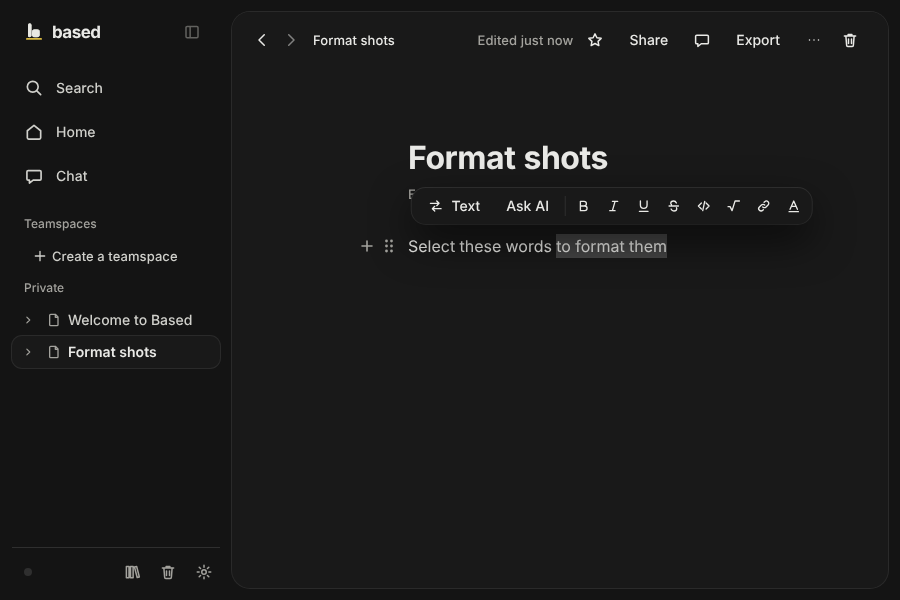 based
Search
Home
Chat
Teamspaces
Create a teamspace
Private
Welcome to Based
Format shots
Format shots
Edited just now
Share
Export
Format shots
Text
Ask AI
B
I
U
S
A
Select these words to format them